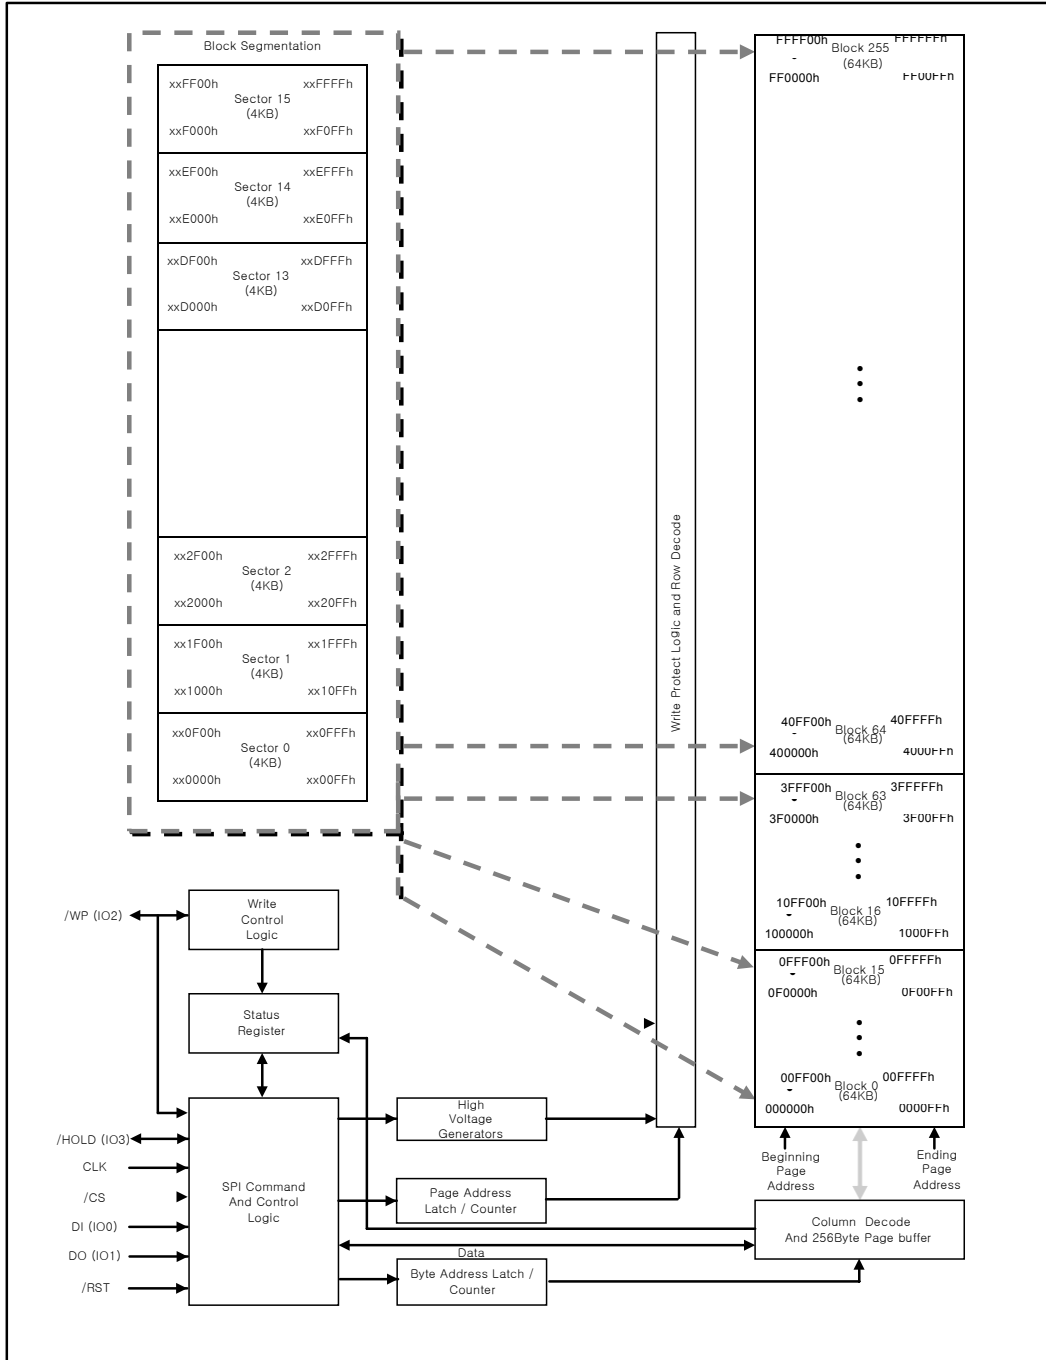 Block Segmentation
xxFF00h xxFFFFh
Sector 15
(4KB)
xxF000h xxF0FFh
xxEF00h xxEFFFh
Sector 14
(4KB)
xxE000h xxE0FFh
xxDF00h xxDFFFh
Sector 13
(4KB)
xxD000h xxD0FFh
xx2F00h xx2FFFh
Sector 2
(4KB)
xx2000h xx20FFh
xx1F00h xx1FFFh
Sector 1
(4KB)
xx1000h xx10FFh
xx0F00h xx0FFFh
Sector 0
(4KB)
xx0000h xx00FFh
Write Protect Logic and Row Decode
FFFF00h FFFFFFh
Block 255
(64KB)
FF0000h FF00FFh
40FF00h 40FFFFh
Block 64
(64KB)
400000h 4000FFh
3FFF00h 3FFFFFh
Block 63
(64KB)
3F0000h 3F00FFh
10FF00h 10FFFFh
Block 16
(64KB)
100000h 1000FFh
0FFF00h 0FFFFFh
Block 15
(64KB)
0F0000h 0F00FFh
00FF00h 00FFFFh
Block 0
(64KB)
000000h 0000FFh
Beginning
Page
Address
Ending
Page
Address
/WP (IO2)
Write
Control
Logic
Status
Register
/HOLD (IO3)
CLK
/CS
DI (IO0)
DO (IO1)
/RST
SPI Command
And Control
Logic
High
Voltage
Generators
Page Address
Latch / Counter
Data
Byte Address Latch /
Counter
Column Decode
And 256Byte Page buffer